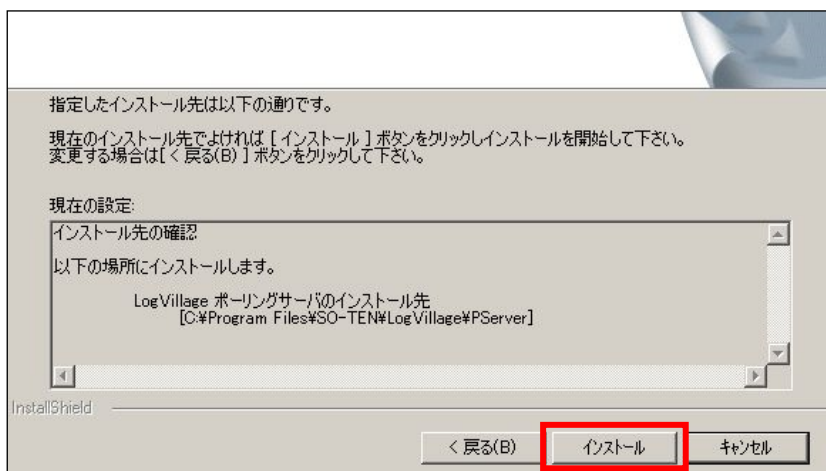 指定したインストール先は以下の通りです。
現在のインストール先でよければ [ インストール ] ボタンをクリックしインストールを開始して下さい。
変更する場合は[ < 戻る(B) ] ボタンをクリックして下さい。
現在の設定:
インストール先の確認
以下の場所にインストールします。
LogVillage ポーリングサーバのインストール先
[C:¥Program Files¥SO-TEN¥LogVillage¥PServer]
InstallShield
< 戻る(B) インストール キャンセル